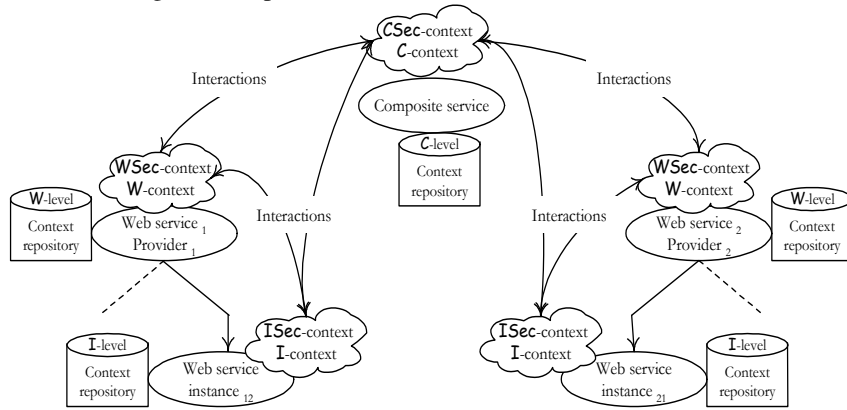 CSec-context
C-context
Interactions
Interactions
Composite service
C-level
Context
repository
WSec-context
W-context
W-level
Context
repository
Web service 1
Provider 1
Interactions
Interactions
WSec-context
W-context
W-level
Context
repository
Web service 2
Provider 2
ISec-context
I-context
I-level
Context
repository
Web service
instance 12
ISec-context
I-context
Web service
instance 21
I-level
Context
repository